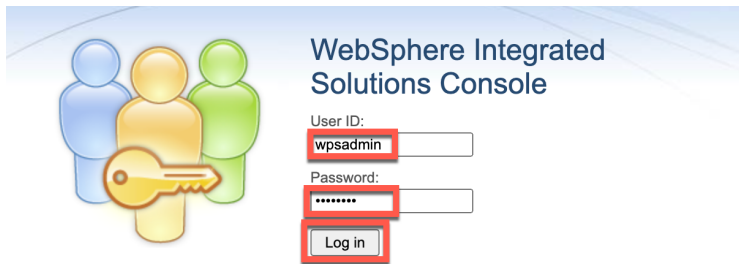 WebSphere Integrated
Solutions Console
User ID:
wpsadmin
Password:
••••••••
Log in